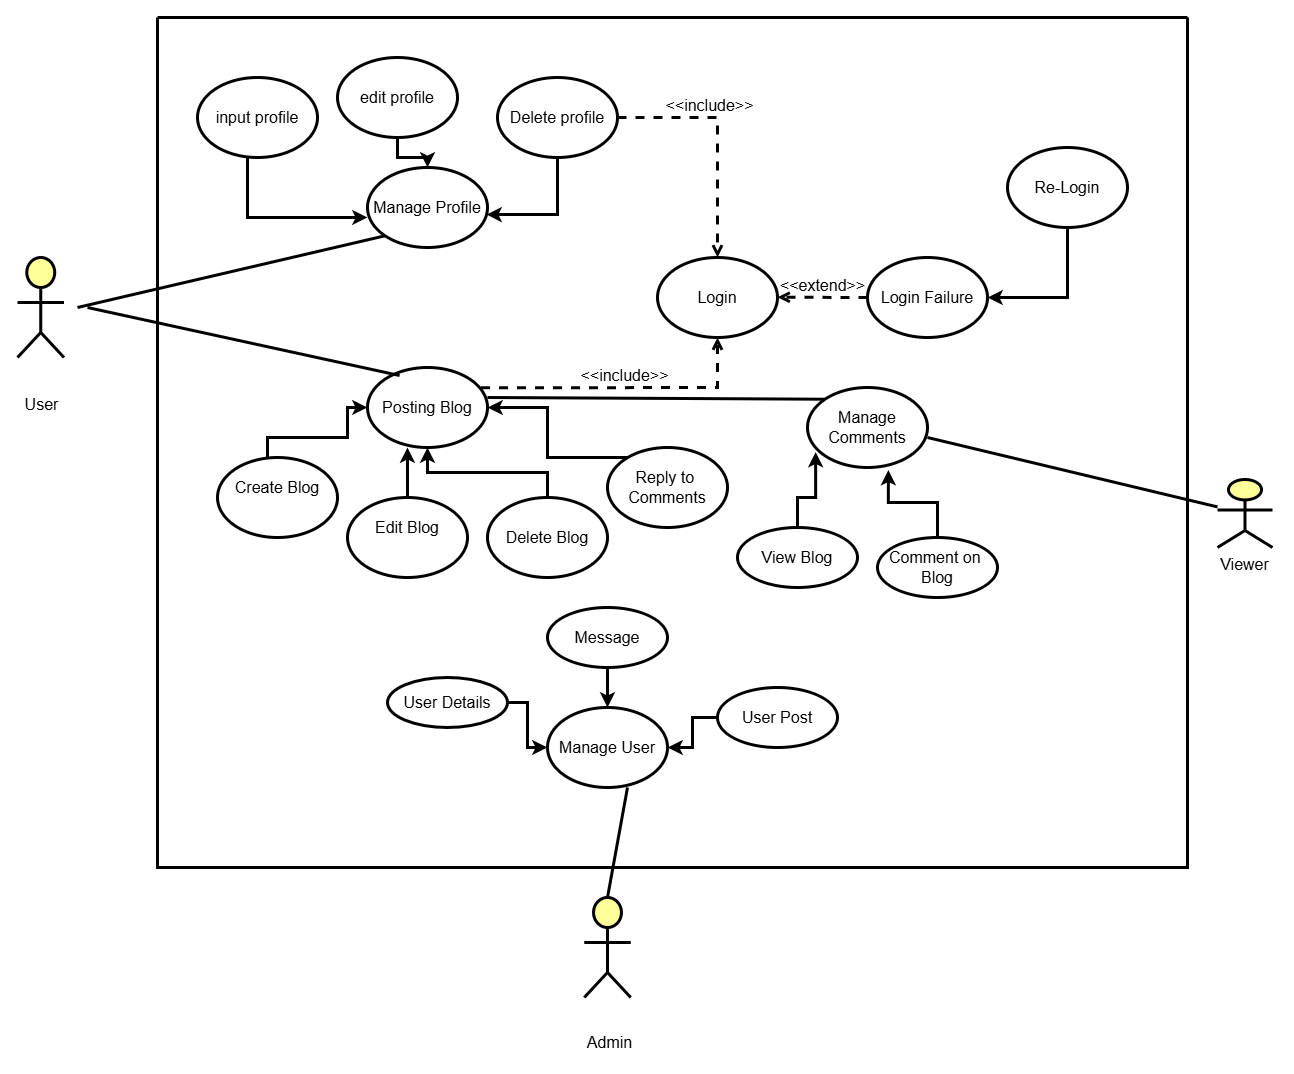 edit profile
<<include>>
input profile
Delete profile
Re-Login
Manage Profile
<<extend>>
Login
Login Failure
<<include>>
User
Posting Blog
Manage
Comments
Create Blog
Reply to
Comments
Edit Blog
Delete Blog
View Blog
Comment on
Blog
Viewer
Message
User Details
User Post
Manage User
Admin